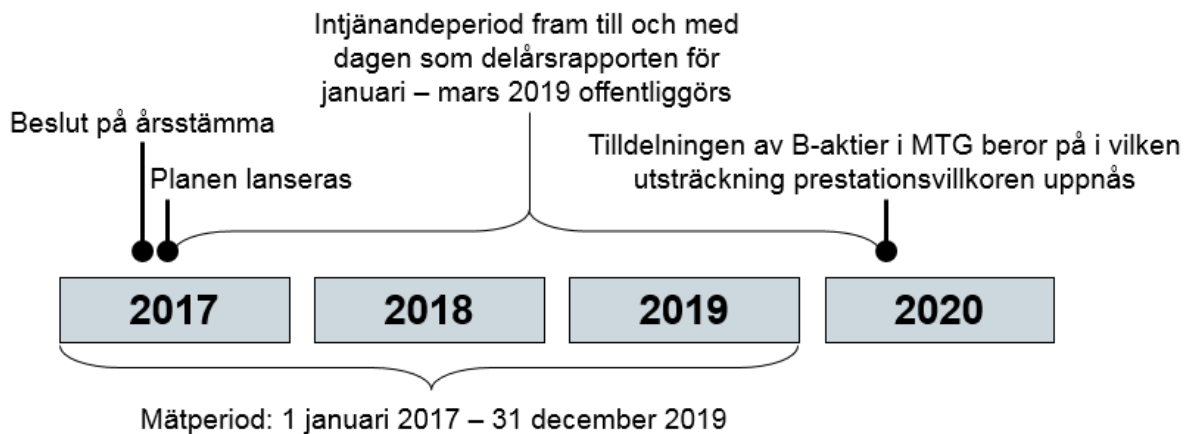 Intjänandeperiod fram till och med
dagen som delårsrapporten för
januari – mars 2019 offentliggörs
Beslut på årsstämma
Planen lanseras
Tilldelningen av B-aktier i MTG beror på i vilken
utsträckning prestationsvillkoren uppnås
2017
2018
2019
2020
Mätperiod: 1 januari 2017 – 31 december 2019